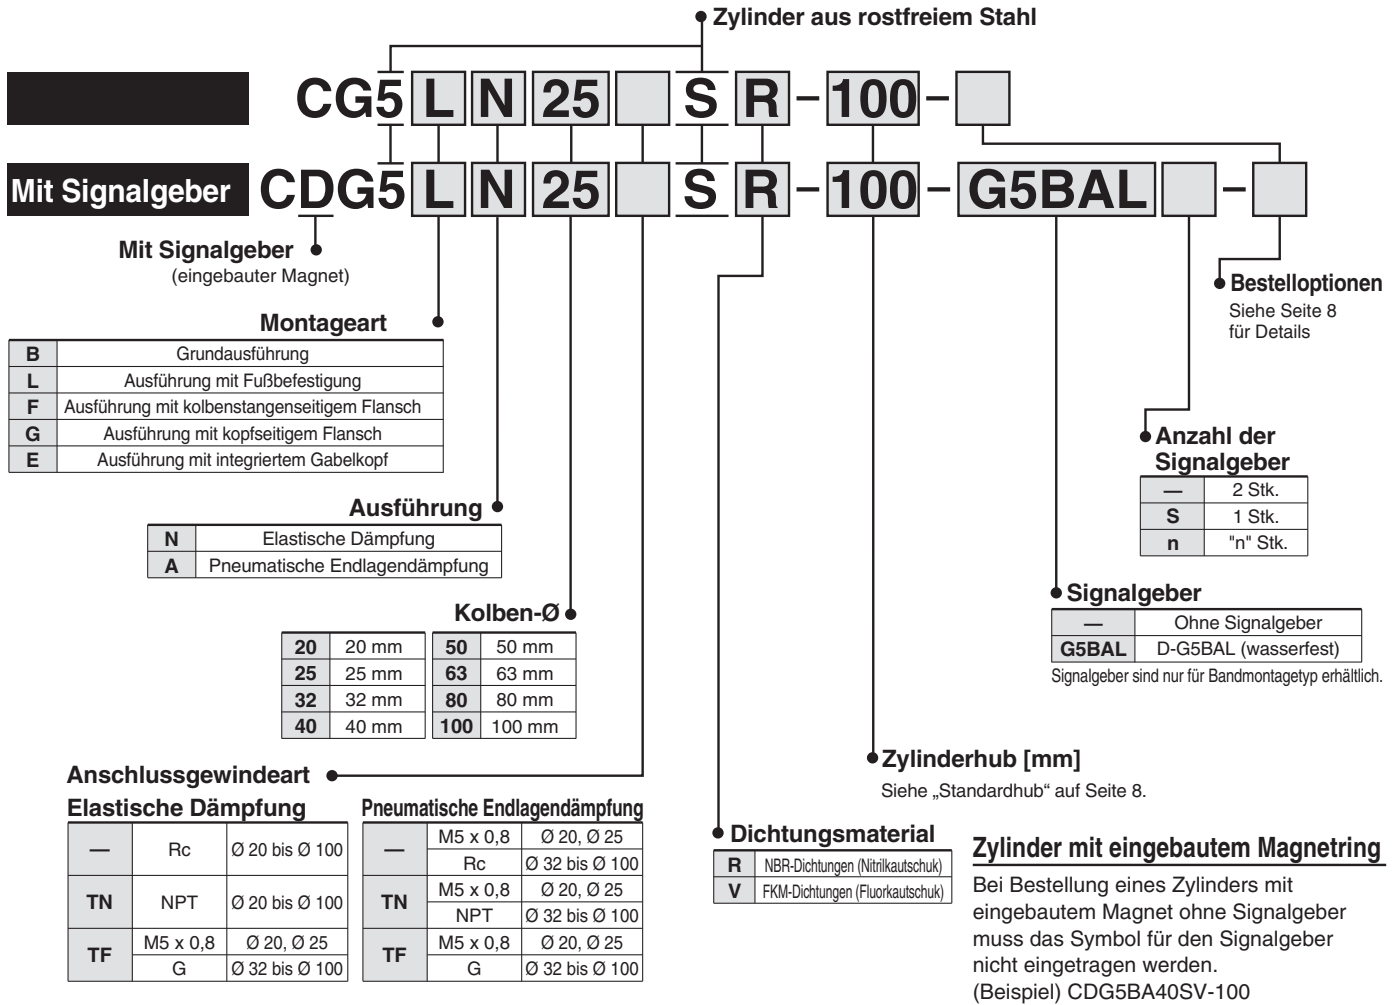 Zylinder aus rostfreiem Stahl
CG5 L N 25 S R – 100 –
Mit Signalgeber CDG5 L N 25 S R – 100 – G5BAL –
Mit Signalgeber
(eingebauter Magnet)
Bestelloptionen
Siehe Seite 8
für Details
Montageart
B Grundausführung
L Ausführung mit Fußbefestigung
F Ausführung mit kolbenstangenseitigem Flansch
G Ausführung mit kopfseitigem Flansch
E Ausführung mit integriertem Gabelkopf
Anzahl der
Signalgeber
— 2 Stk.
S 1 Stk.
n "n" Stk.
Ausführung
N Elastische Dämpfung
A Pneumatische Endlagendämpfung
Signalgeber
— Ohne Signalgeber
G5BAL D-G5BAL (wasserfest)
Signalgeber sind nur für Bandmontagetyp erhältlich.
Kolben-Ø
20 20 mm 50 50 mm
25 25 mm 63 63 mm
32 32 mm 80 80 mm
40 40 mm 100 100 mm
Zylinderhub [mm]
Siehe „Standardhub“ auf Seite 8.
Anschlussgewindeart
Elastische Dämpfung
— Rc Ø 20 bis Ø 100
TN NPT Ø 20 bis Ø 100
TF M5 x 0,8 Ø 20, Ø 25
G Ø 32 bis Ø 100
Pneumatische Endlagendämpfung
— M5 x 0,8 Ø 20, Ø 25
Rc Ø 32 bis Ø 100
TN M5 x 0,8 Ø 20, Ø 25
NPT Ø 32 bis Ø 100
TF M5 x 0,8 Ø 20, Ø 25
G Ø 32 bis Ø 100
Dichtungsmaterial
R NBR-Dichtungen (Nitrilkautschuk)
V FKM-Dichtungen (Fluorkautschuk)
Zylinder mit eingebautem Magnetring
Bei Bestellung eines Zylinders mit
eingebautem Magnet ohne Signalgeber
muss das Symbol für den Signalgeber
nicht eingetragen werden.
(Beispiel) CDG5BA40SV-100